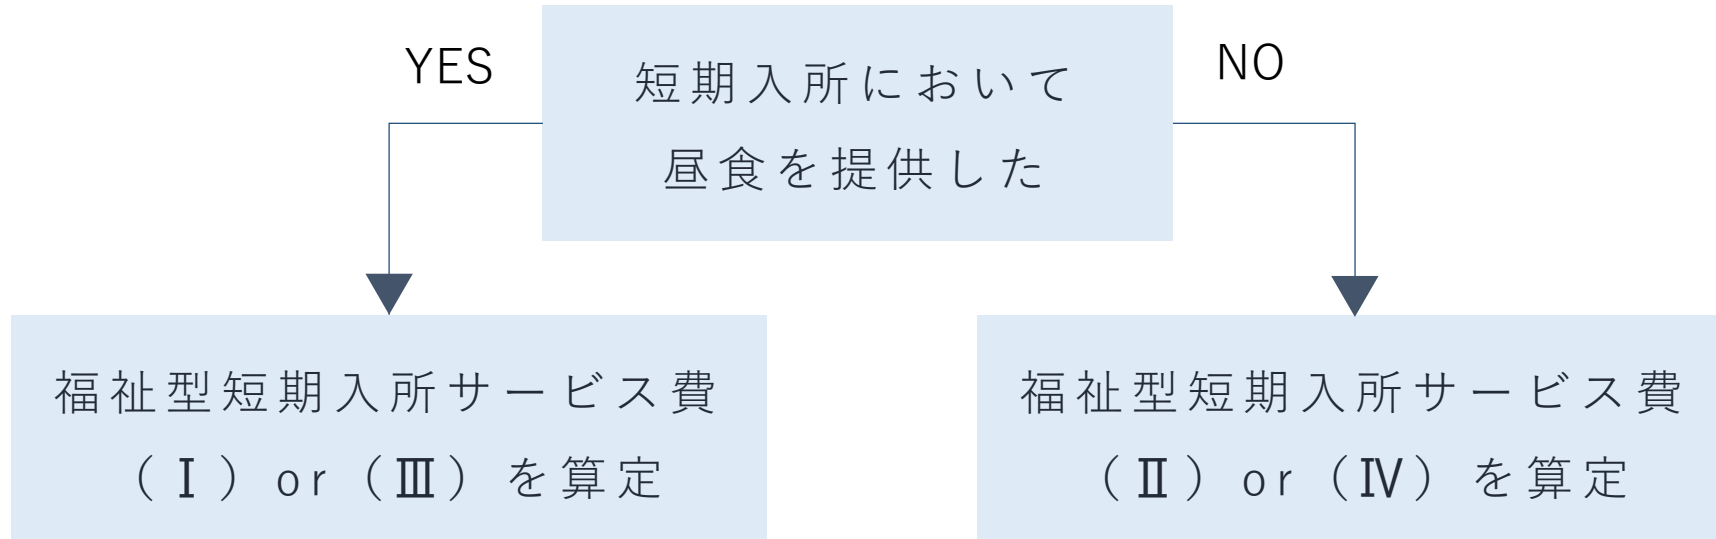 YES
短期入所において
昼食を提供した
NO
福祉型短期入所サービス費
（Ⅰ）or（Ⅲ）を算定
福祉型短期入所サービス費
（Ⅱ）or（Ⅳ）を算定